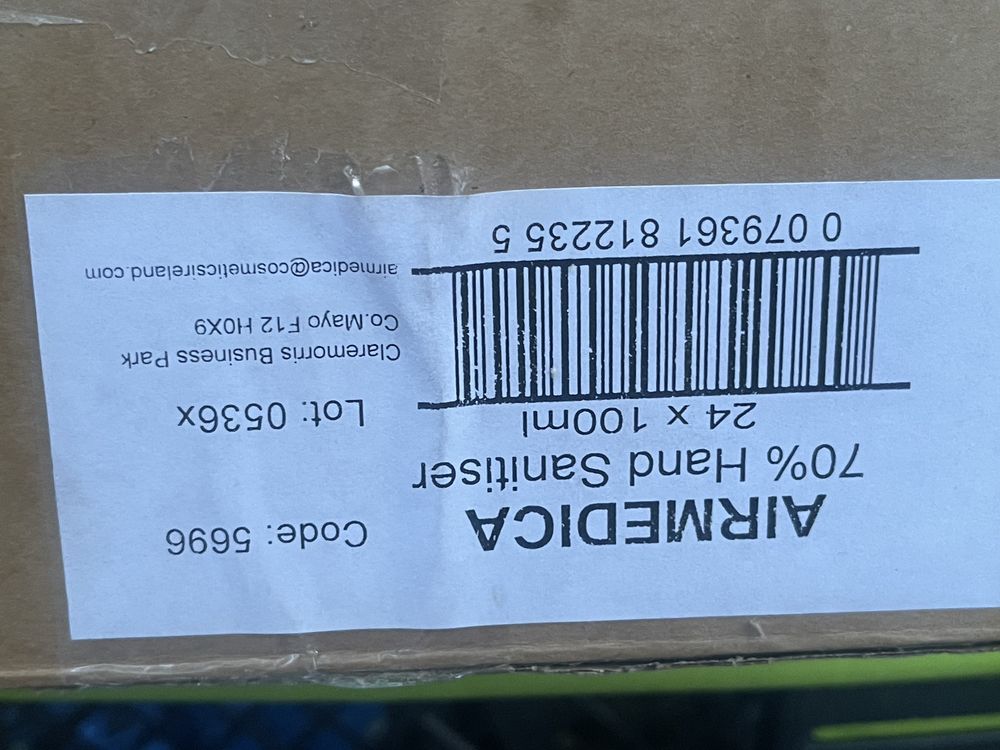 AIRMEDICA
70% Hand Sanitiser
24 x 100ml
0 079361 812235 5
Code: 5696
Lot: 0536x
Claremorris Business Park
Co.Mayo F12 H0X9
airmedica@cosmeticsireland.com